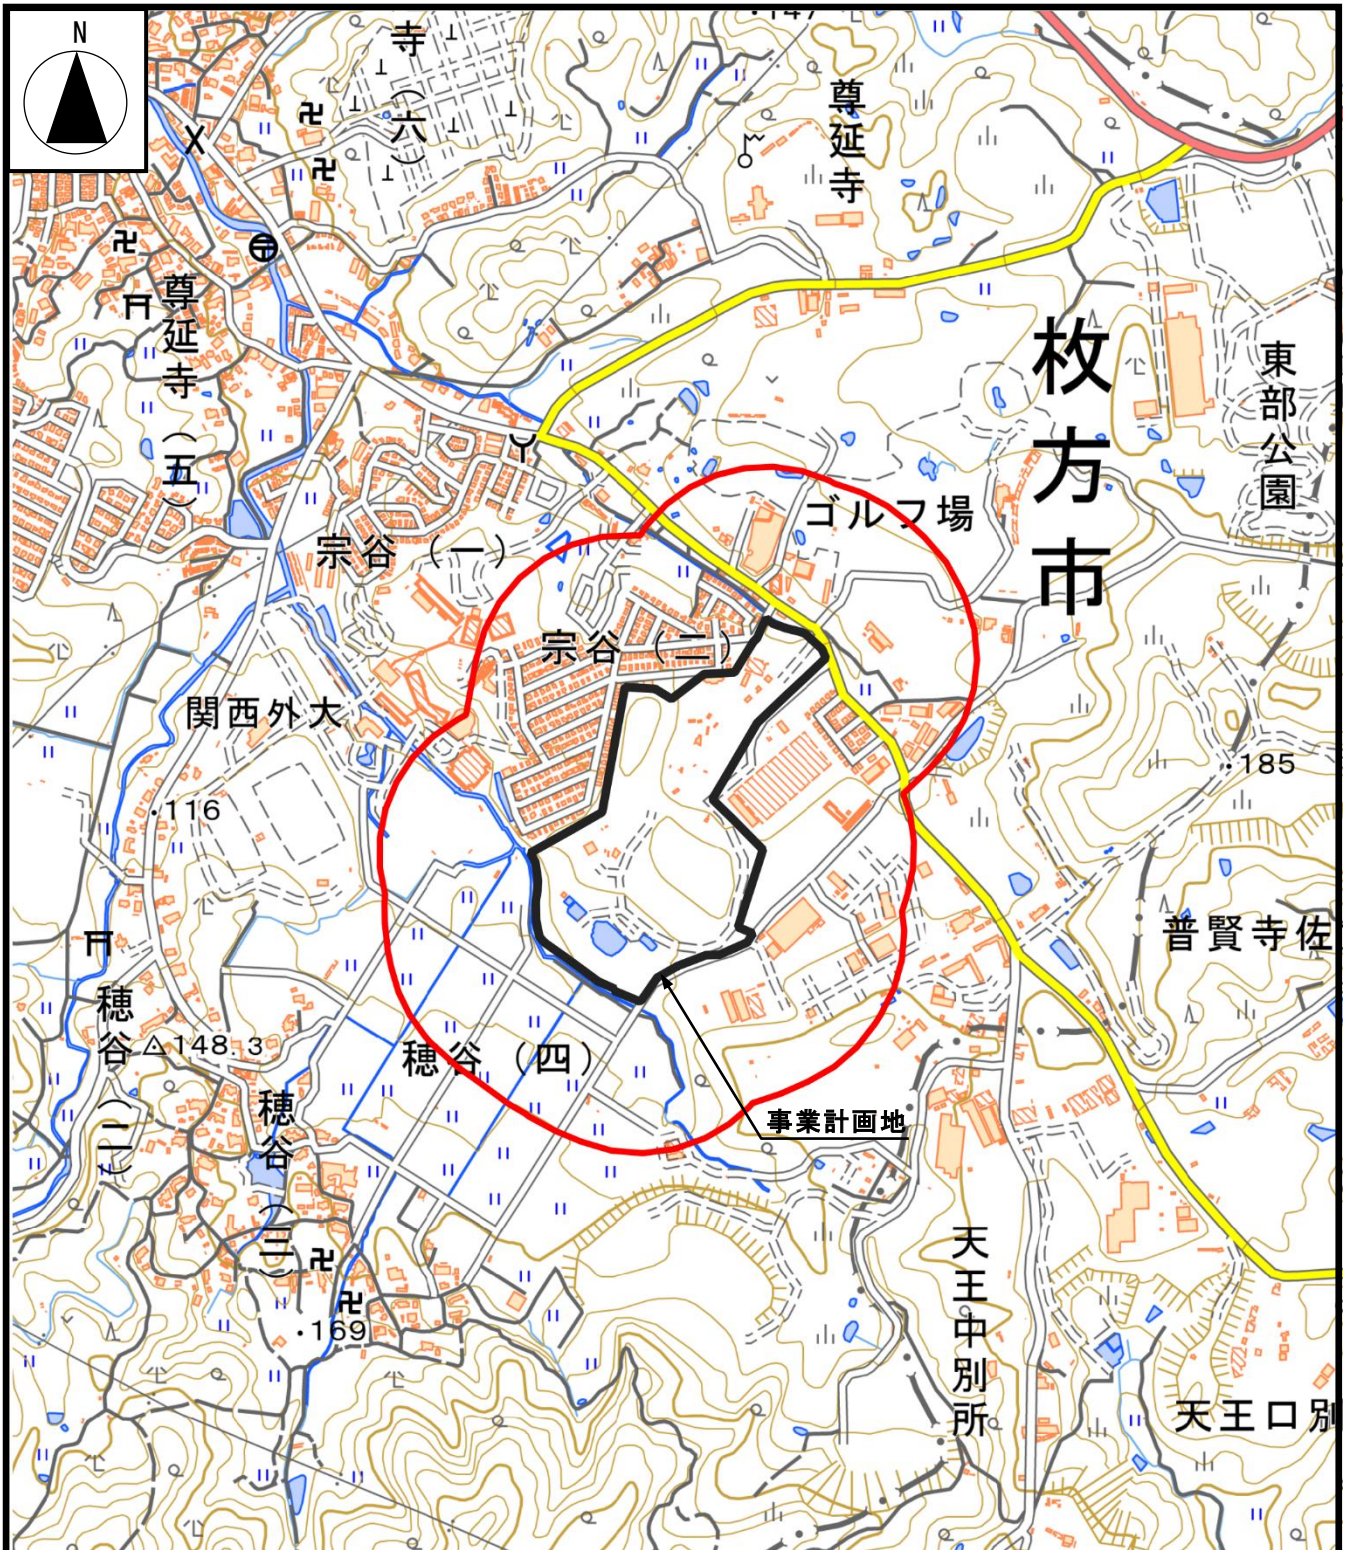 N
・147
寺（六）
尊延寺
尊延寺（五）
枚方市
東部公園
ゴルフ場
宗谷（一）
宗谷（二）
関西外大
・185
・116
普賢寺佐
穂谷（二）
△148.3
穂谷（四）
穂谷（三）
事業計画地
天王中別所
・169
天王口別